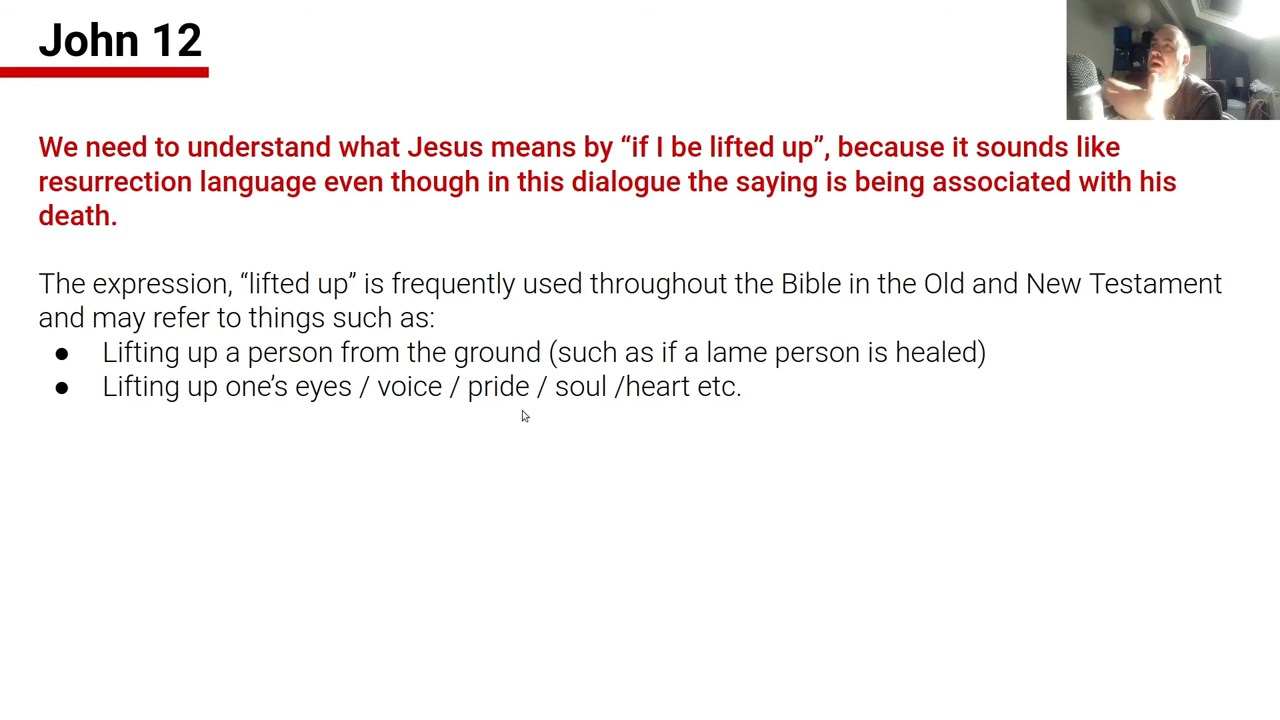 John 12
We need to understand what Jesus means by “if I be lifted up”, because it sounds like
resurrection language even though in this dialogue the saying is being associated with his
death.
The expression, “lifted up” is frequently used throughout the Bible in the Old and New Testament
and may refer to things such as:
● Lifting up a person from the ground (such as if a lame person is healed)
● Lifting up one’s eyes / voice / pride / soul /heart etc.